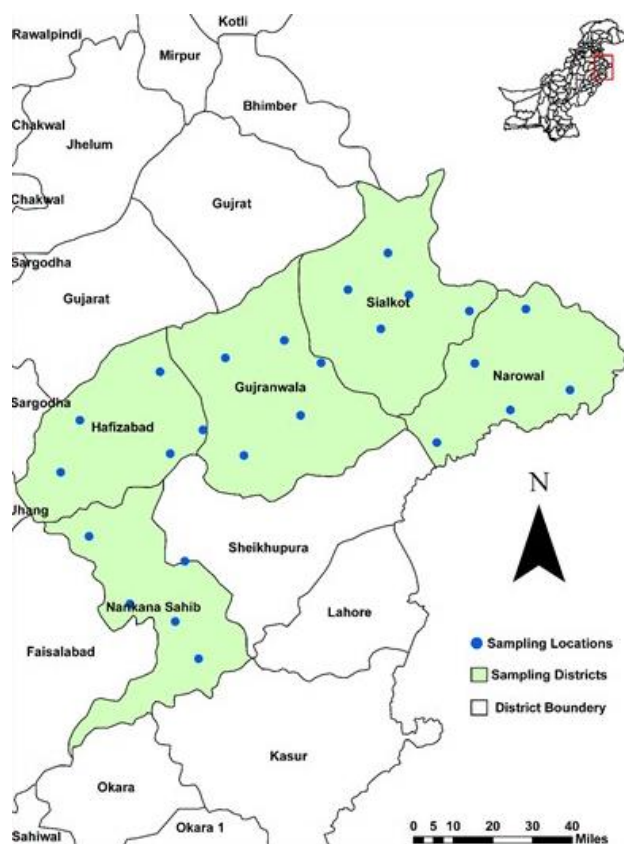 Kotli
Rawalpindi
Mirpur
Bhimber
Chakwal
Jhelum
Chakwal
Gujrat
Sargodha
Gujarat
Sialkot
Sargodha
Gujranwala
Narowal
Hafizabad
N
Jhang
Sheikhupura
Nankana Sahib
Lahore
Faisalabad
Sampling Locations
Sampling Districts
District Boundery
Kasur
Okara
Okara 1
Sahiwal
0 5 10 20 30 40
Miles